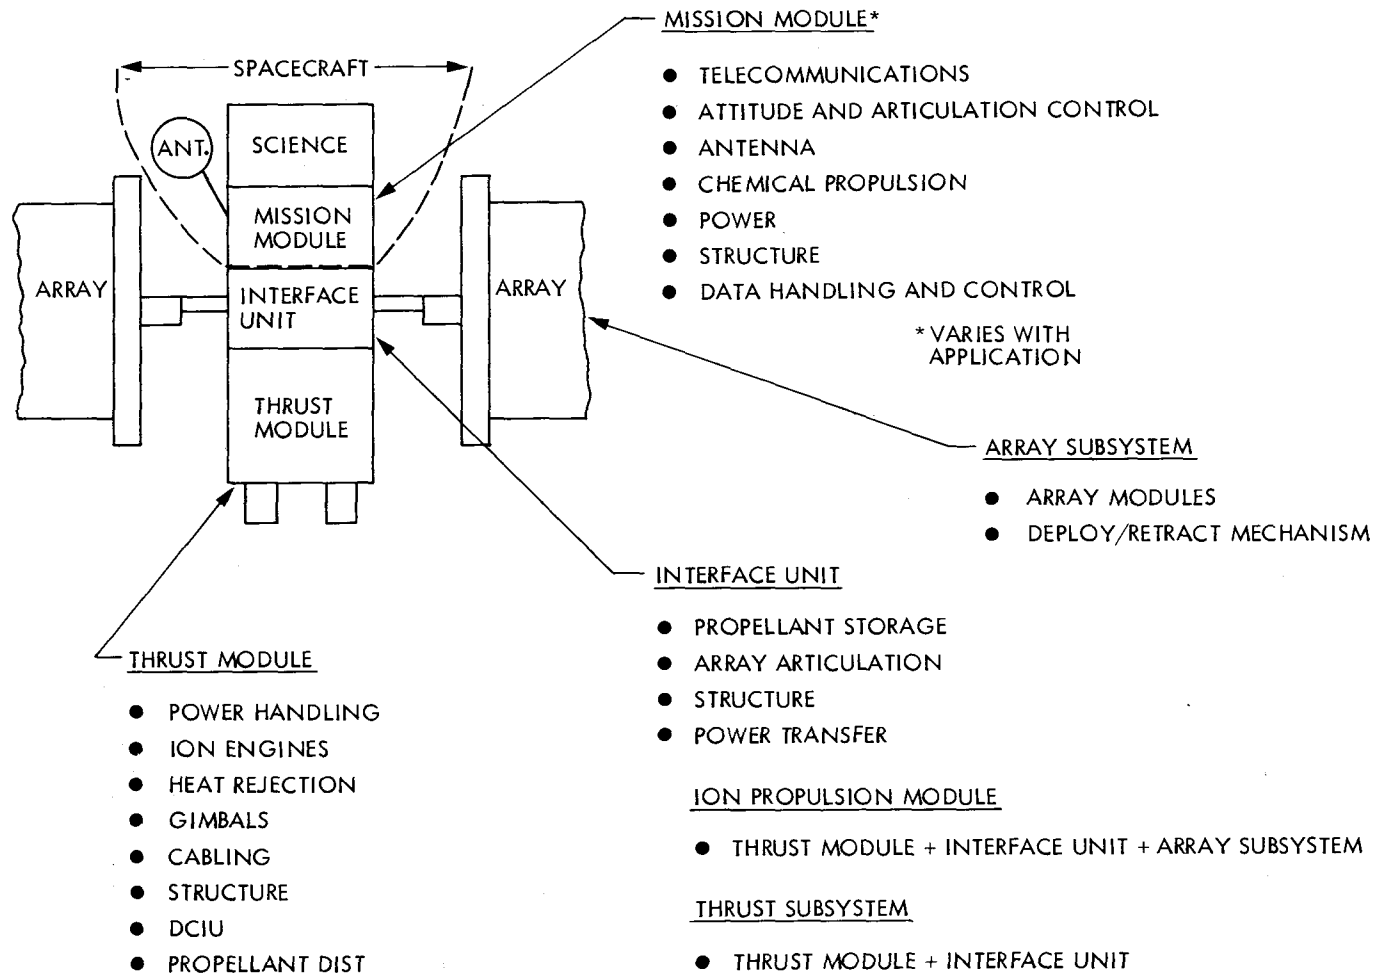 MISSION MODULE*
● TELECOMMUNICATIONS
● ATTITUDE AND ARTICULATION CONTROL
● ANTENNA
● CHEMICAL PROPULSION
● POWER
● STRUCTURE
● DATA HANDLING AND CONTROL
* VARIES WITH
APPLICATION
SPACECRAFT
ANT.
SCIENCE
MISSION
MODULE
ARRAY
INTERFACE
UNIT
ARRAY
THRUST
MODULE
ARRAY SUBSYSTEM
● ARRAY MODULES
● DEPLOY/RETRACT MECHANISM
INTERFACE UNIT
● PROPELLANT STORAGE
● ARRAY ARTICULATION
● STRUCTURE
● POWER TRANSFER
THRUST MODULE
● POWER HANDLING
● ION ENGINES
● HEAT REJECTION
● GIMBALS
● CABLING
● STRUCTURE
● DCIU
● PROPELLANT DIST
ION PROPULSION MODULE
● THRUST MODULE + INTERFACE UNIT + ARRAY SUBSYSTEM
THRUST SUBSYSTEM
● THRUST MODULE + INTERFACE UNIT